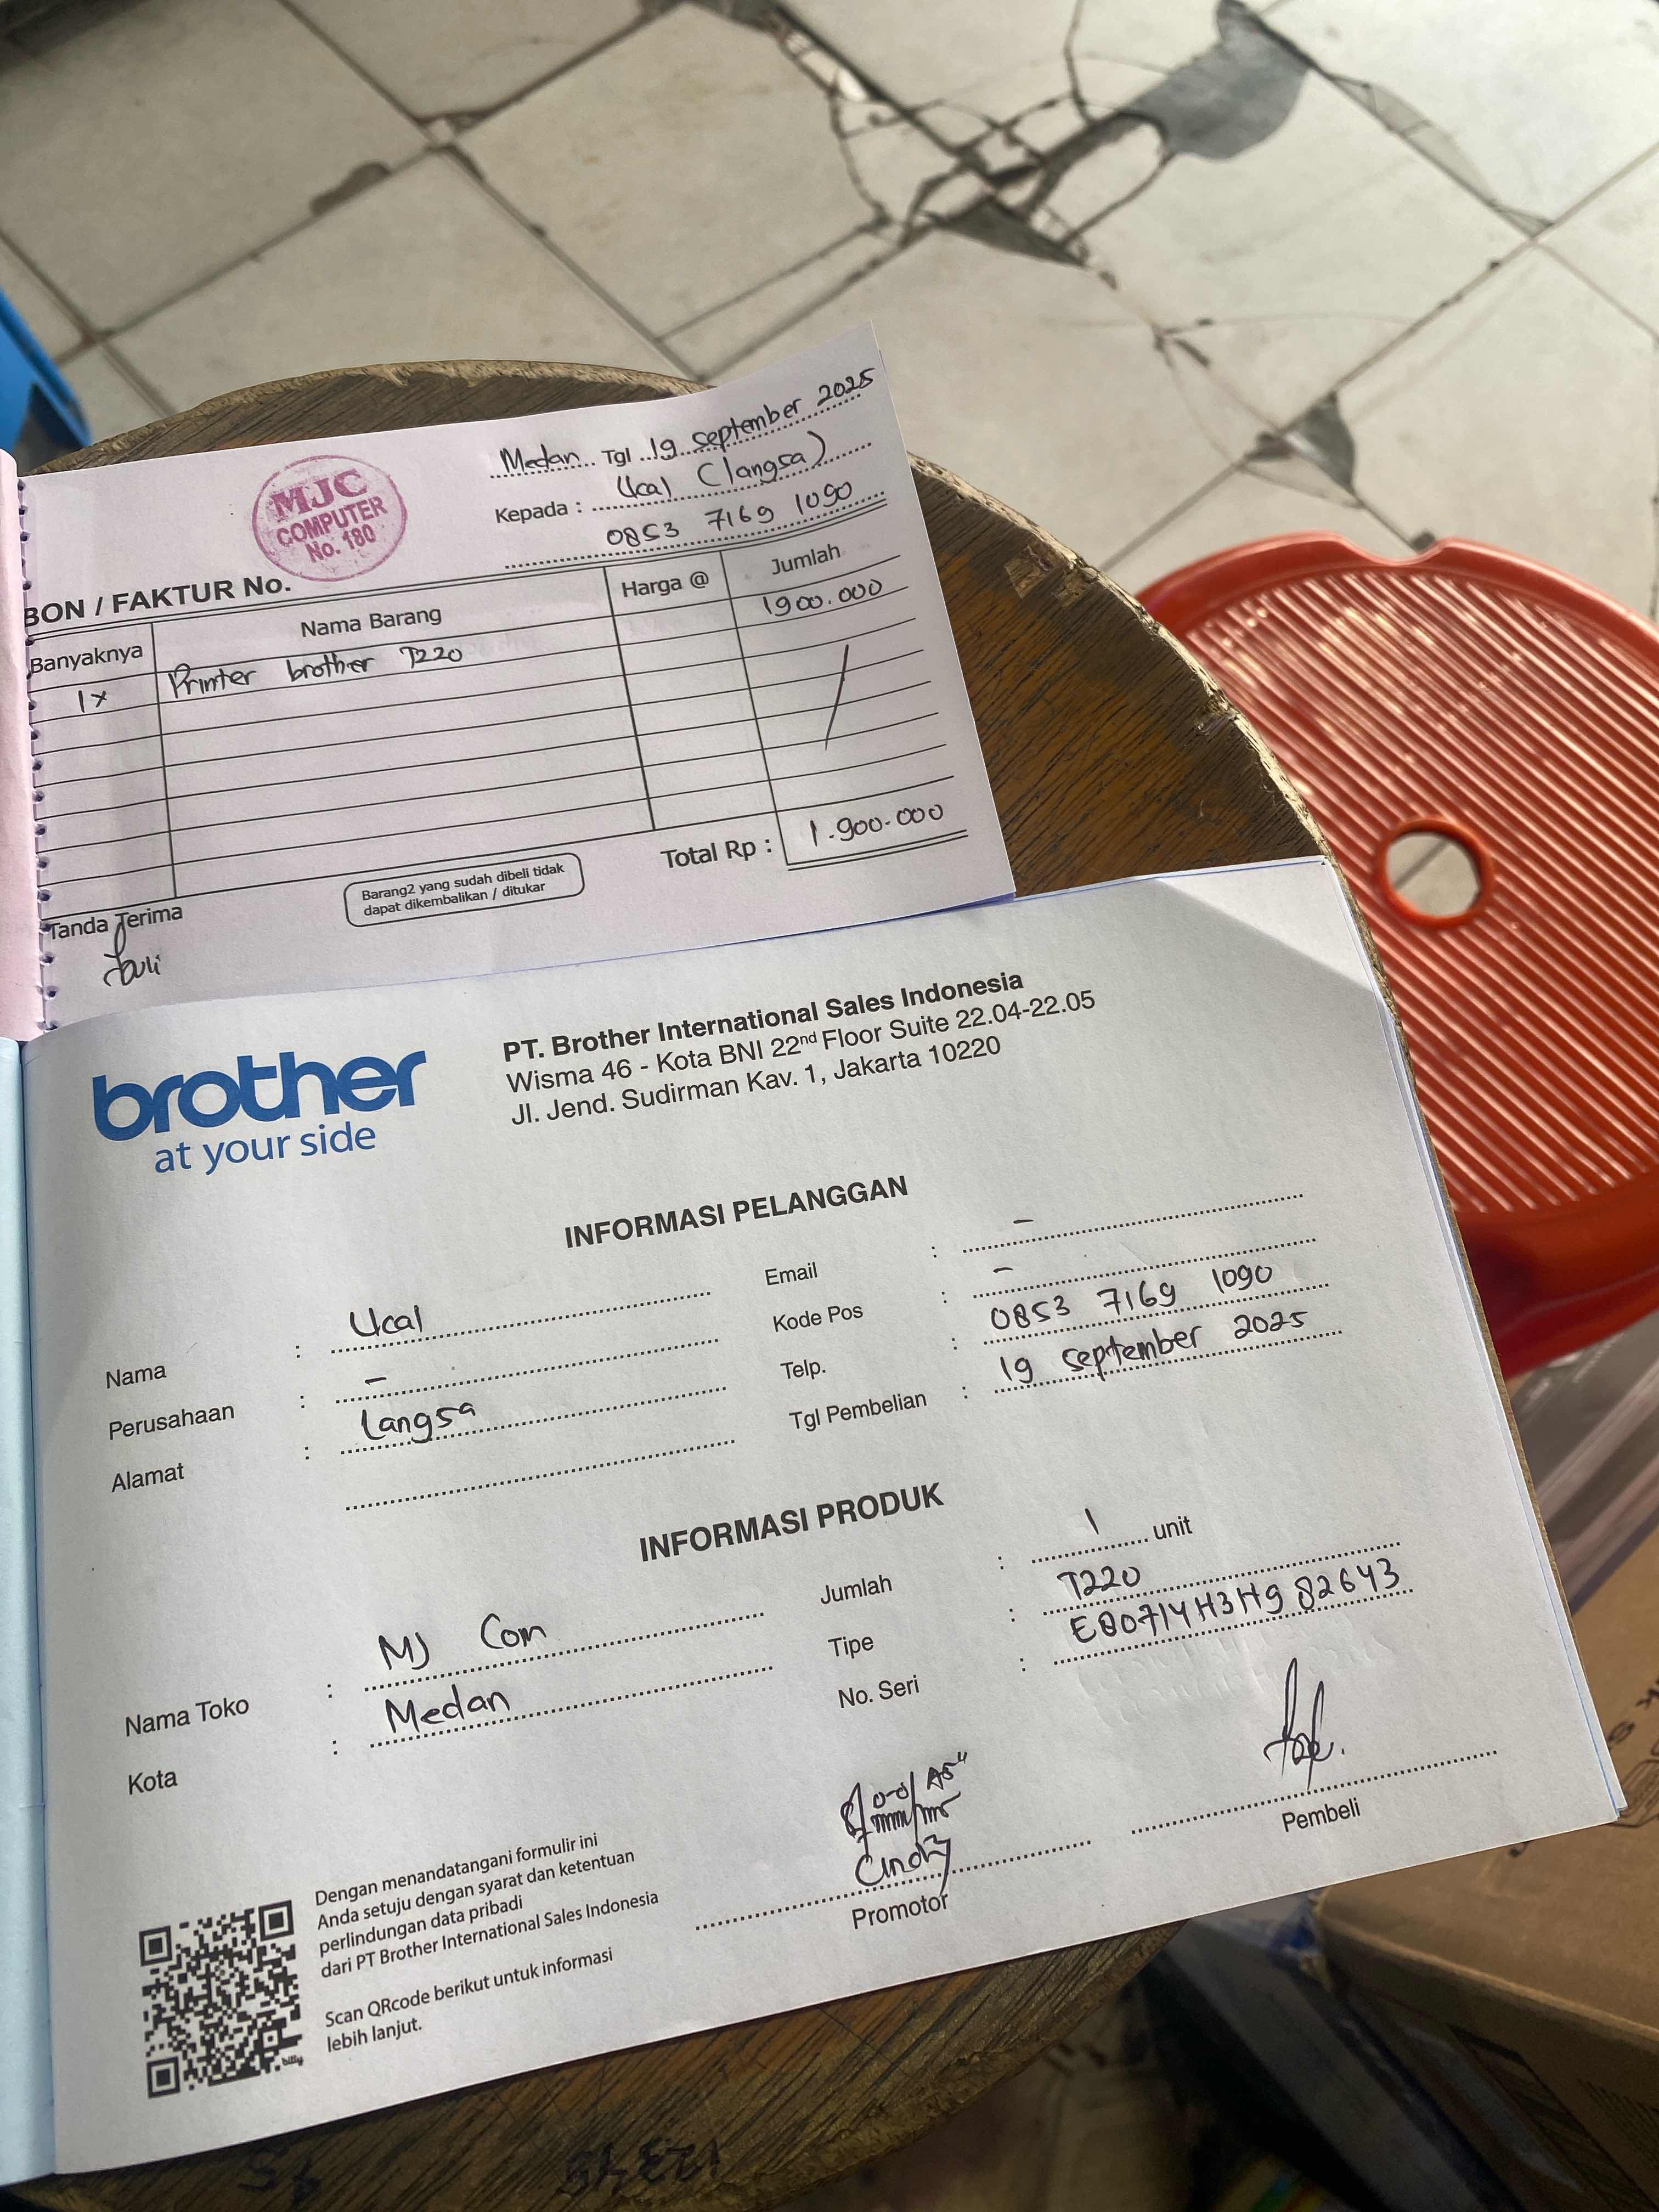 Medan Tgl 19 September 2025
Kepada : Ucal (langsa)
0853 7169 1090
MJC
COMPUTER
No. 180
BON / FAKTUR No.
Banyaknya Nama Barang Harga @ Jumlah
1x Printer brother T220 1900.000
Total Rp : 1.900.000
Barang2 yang sudah dibeli tidak
dapat dikembalikan / ditukar
Tanda Terima
brother
at your side
PT. Brother International Sales Indonesia
Wisma 46 - Kota BNI 22nd Floor Suite 22.04-22.05
Jl. Jend. Sudirman Kav. 1, Jakarta 10220
INFORMASI PELANGGAN
Nama : Ucal
Perusahaan : -
Alamat : Langsa
Email : -
Kode Pos : -
Telp. : 0853 7169 1090
Tgl Pembelian : 19 september 2025
INFORMASI PRODUK
Nama Toko : MJ Com
Kota : Medan
Jumlah : 1 unit
Tipe : T220
No. Seri : E80714H3H982643
Cindy
Promotor
Pembeli
Dengan menandatangani formulir ini
Anda setuju dengan syarat dan ketentuan
perlindungan data pribadi
dari PT Brother International Sales Indonesia
Scan QRcode berikut untuk informasi
lebih lanjut.
12345